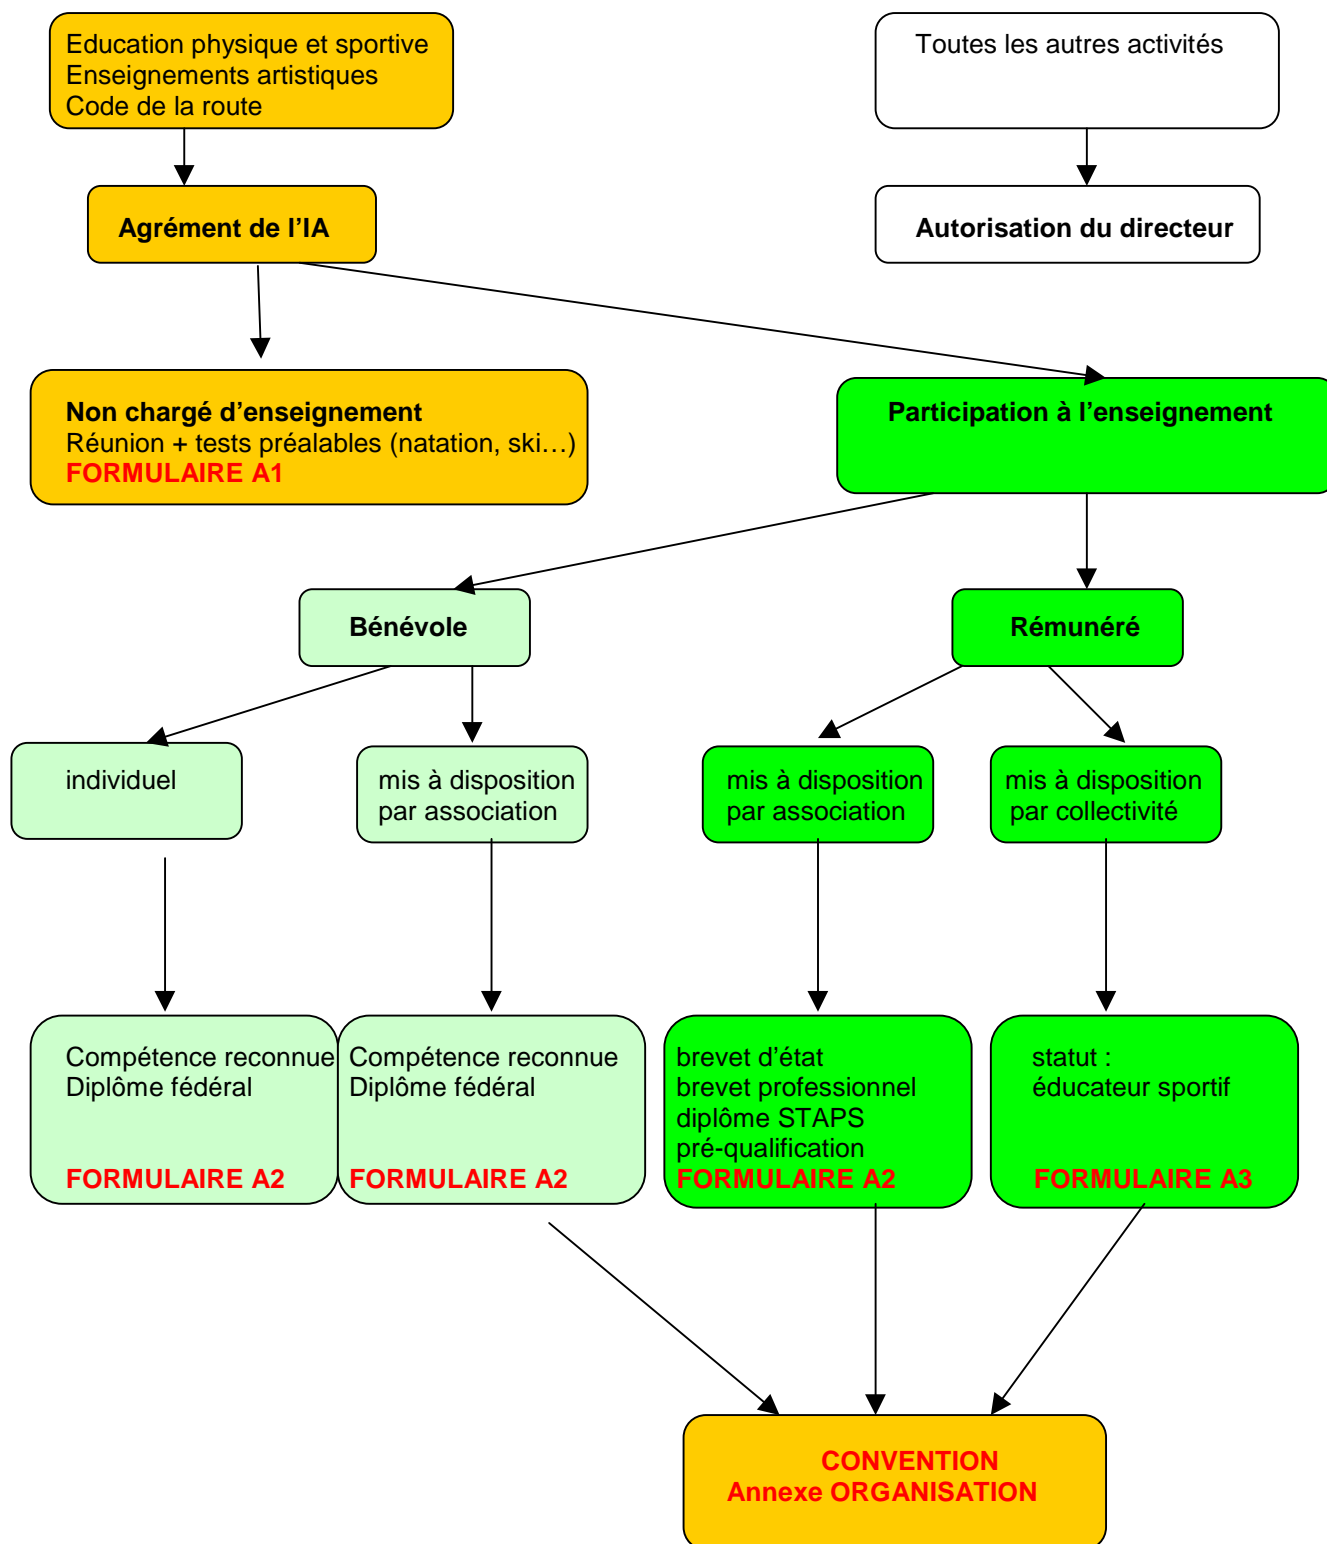 Education physique et sportive
Enseignements artistiques
Code de la route
Toutes les autres activités
Agrément de l’IA
Autorisation du directeur
Non chargé d’enseignement
Réunion + tests préalables (natation, ski…)
FORMULAIRE A1
Participation à l’enseignement
Bénévole
Rémunéré
individuel
mis à disposition
par association
mis à disposition
par association
mis à disposition
par collectivité
Compétence reconnue
Diplôme fédéral
FORMULAIRE A2
Compétence reconnue
Diplôme fédéral
FORMULAIRE A2
brevet d’état
brevet professionnel
diplôme STAPS
pré-qualification
FORMULAIRE A2
statut :
éducateur sportif
FORMULAIRE A3
CONVENTION
Annexe ORGANISATION